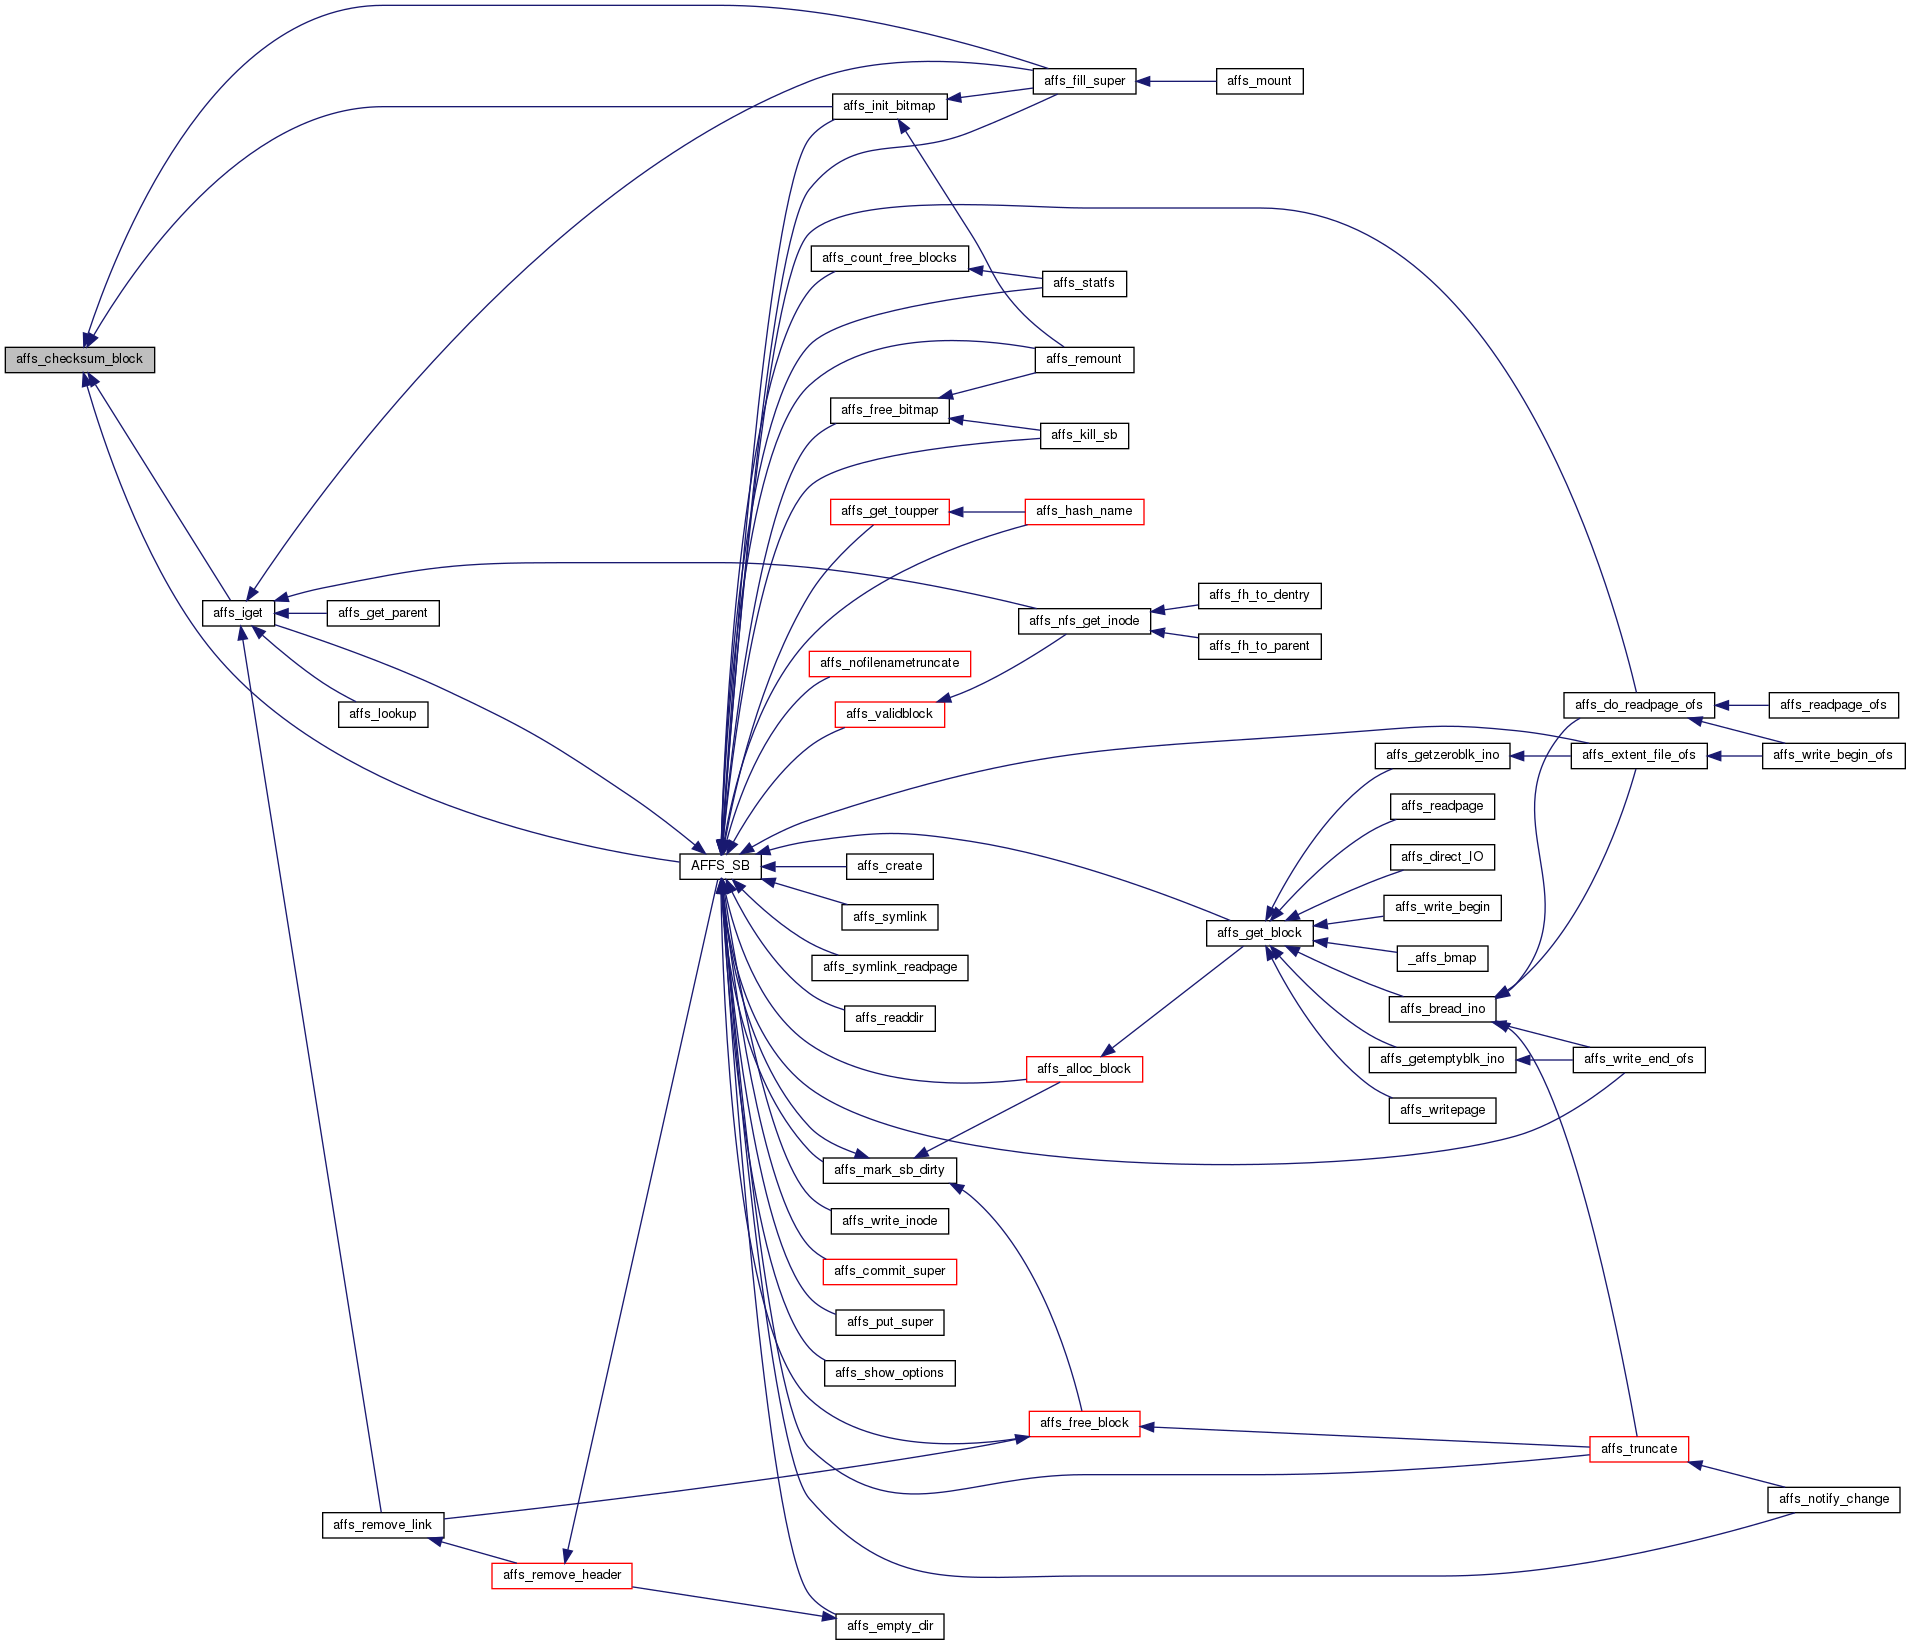 affs_fill_super
affs_mount
affs_init_bitmap
affs_count_free_blocks
affs_statfs
affs_checksum_block
affs_remount
affs_free_bitmap
affs_kill_sb
affs_get_toupper
affs_hash_name
affs_fh_to_dentry
affs_iget
affs_get_parent
affs_nfs_get_inode
affs_fh_to_parent
affs_nofilenametruncate
affs_lookup
affs_validblock
affs_do_readpage_ofs
affs_readpage_ofs
affs_getzeroblk_ino
affs_extent_file_ofs
affs_write_begin_ofs
affs_readpage
AFFS_SB
affs_create
affs_direct_IO
affs_symlink
affs_write_begin
affs_get_block
affs_symlink_readpage
_affs_bmap
affs_readdir
affs_bread_ino
affs_alloc_block
affs_getemptyblk_ino
affs_write_end_ofs
affs_writepage
affs_mark_sb_dirty
affs_write_inode
affs_commit_super
affs_put_super
affs_show_options
affs_free_block
affs_truncate
affs_notify_change
affs_remove_link
affs_remove_header
affs_empty_dir